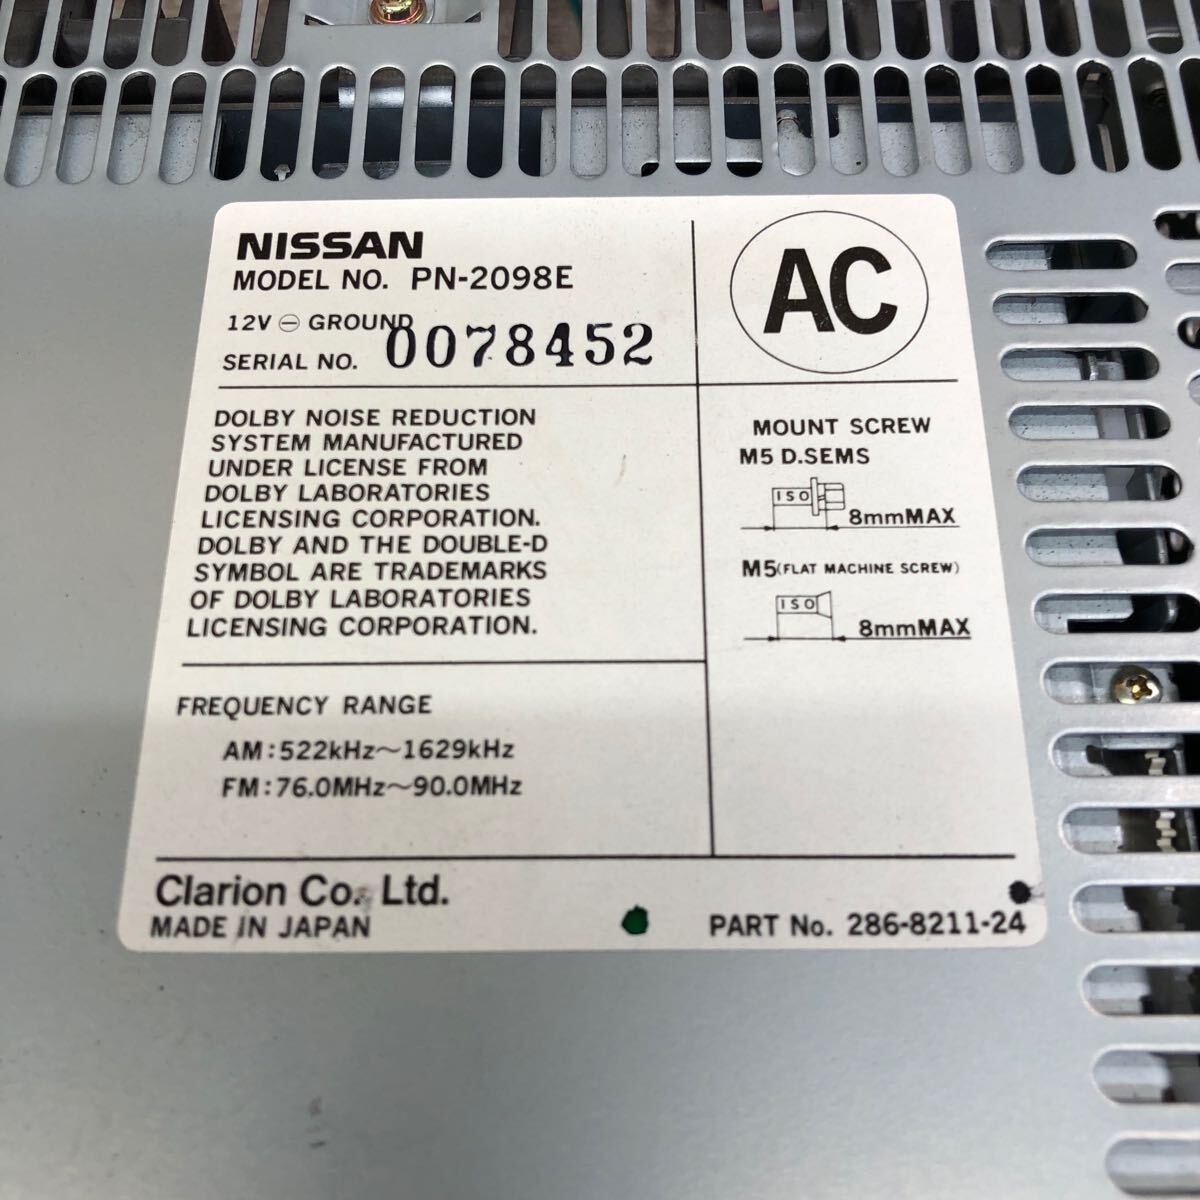 NISSAN
MODEL NO. PN-2098E
12V ⊖ GROUND
SERIAL NO. 0078452
AC
DOLBY NOISE REDUCTION
SYSTEM MANUFACTURED
UNDER LICENSE FROM
DOLBY LABORATORIES
LICENSING CORPORATION.
DOLBY AND THE DOUBLE-D
SYMBOL ARE TRADEMARKS
OF DOLBY LABORATORIES
LICENSING CORPORATION.
MOUNT SCREW
M5 D.SEMS
ISO
8mmMAX
M5(FLAT MACHINE SCREW)
ISO
8mmMAX
FREQUENCY RANGE
AM:522kHz~1629kHz
FM:76.0MHz~90.0MHz
Clarion Co., Ltd.
MADE IN JAPAN
PART No. 286-8211-24